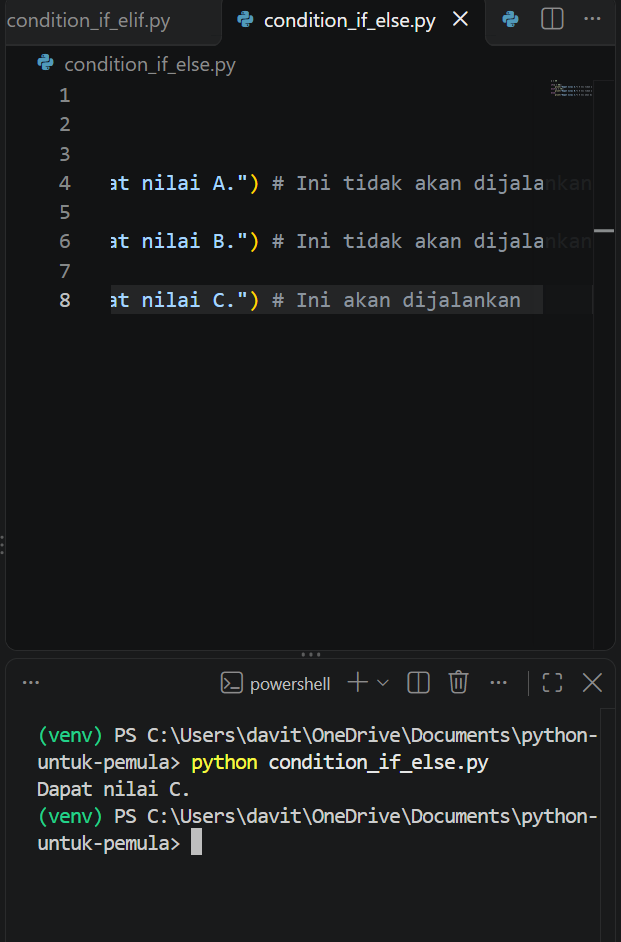 condition_if_elif.py
condition_if_else.py
condition_if_else.py
1
2
3
4 at nilai A.") # Ini tidak akan dijalankan
5
6 at nilai B.") # Ini tidak akan dijalankan
7
8 at nilai C.") # Ini akan dijalankan
powershell
(venv) PS C:\Users\davit\OneDrive\Documents\python-
untuk-pemula> python condition_if_else.py
Dapat nilai C.
(venv) PS C:\Users\davit\OneDrive\Documents\python-
untuk-pemula>